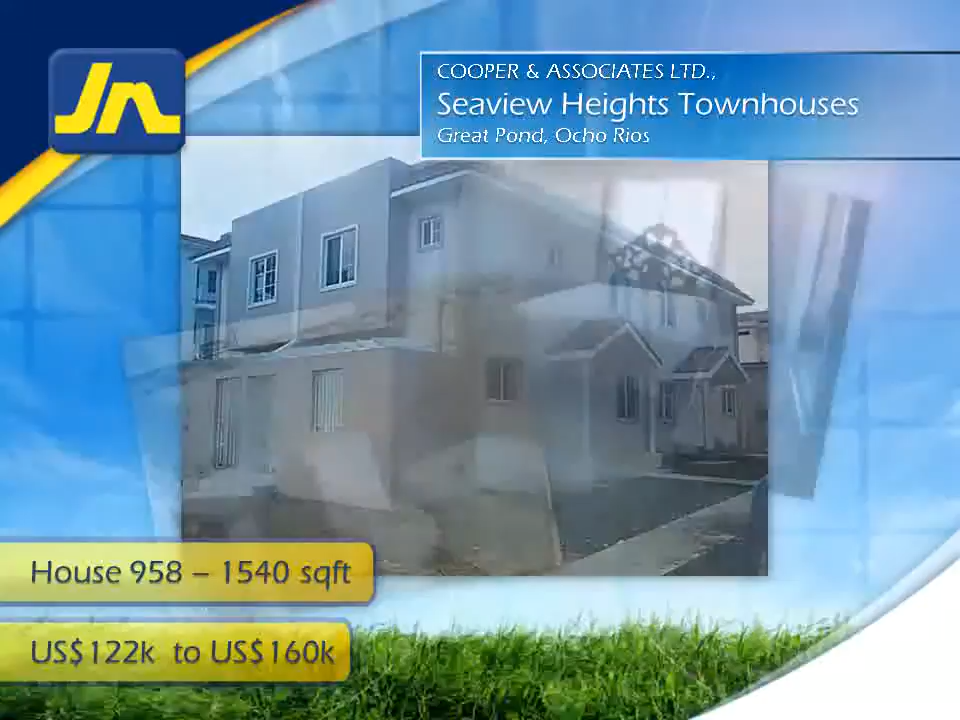 Jn
COOPER & ASSOCIATES LTD.,
Seaview Heights Townhouses
Great Pond, Ocho Rios
House 958 – 1540 sqft
US$122k to US$160k